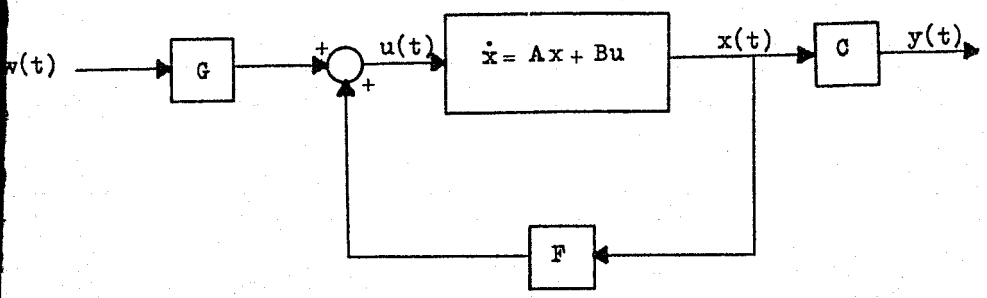 G
+
+
u(t)
ẋ = Ax + Bu
x(t)
C
y(t)
F